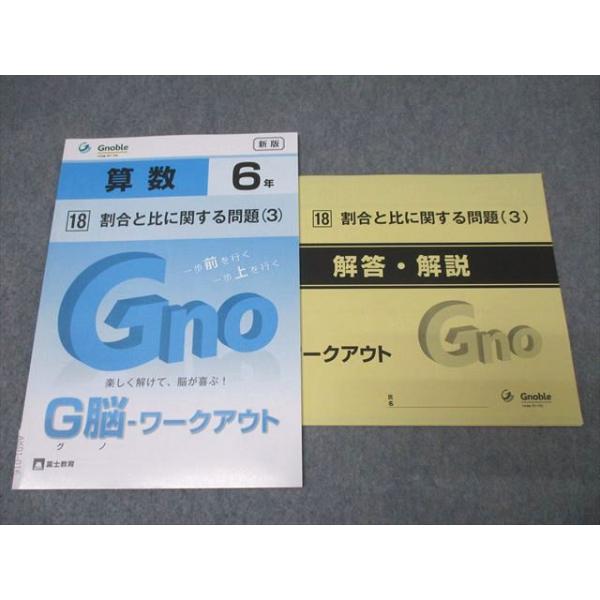 Gnoble
新版
算数 6年
18 割合と比に関する問題(3)
一歩前を行く
一歩上を行く
Gno
楽しく解けて、脳が喜ぶ!
G脳-ワークアウト
グノ
富士教育
18 割合と比に関する問題(3)
解答・解説
Gno
ークアウト
氏名
Gnoble